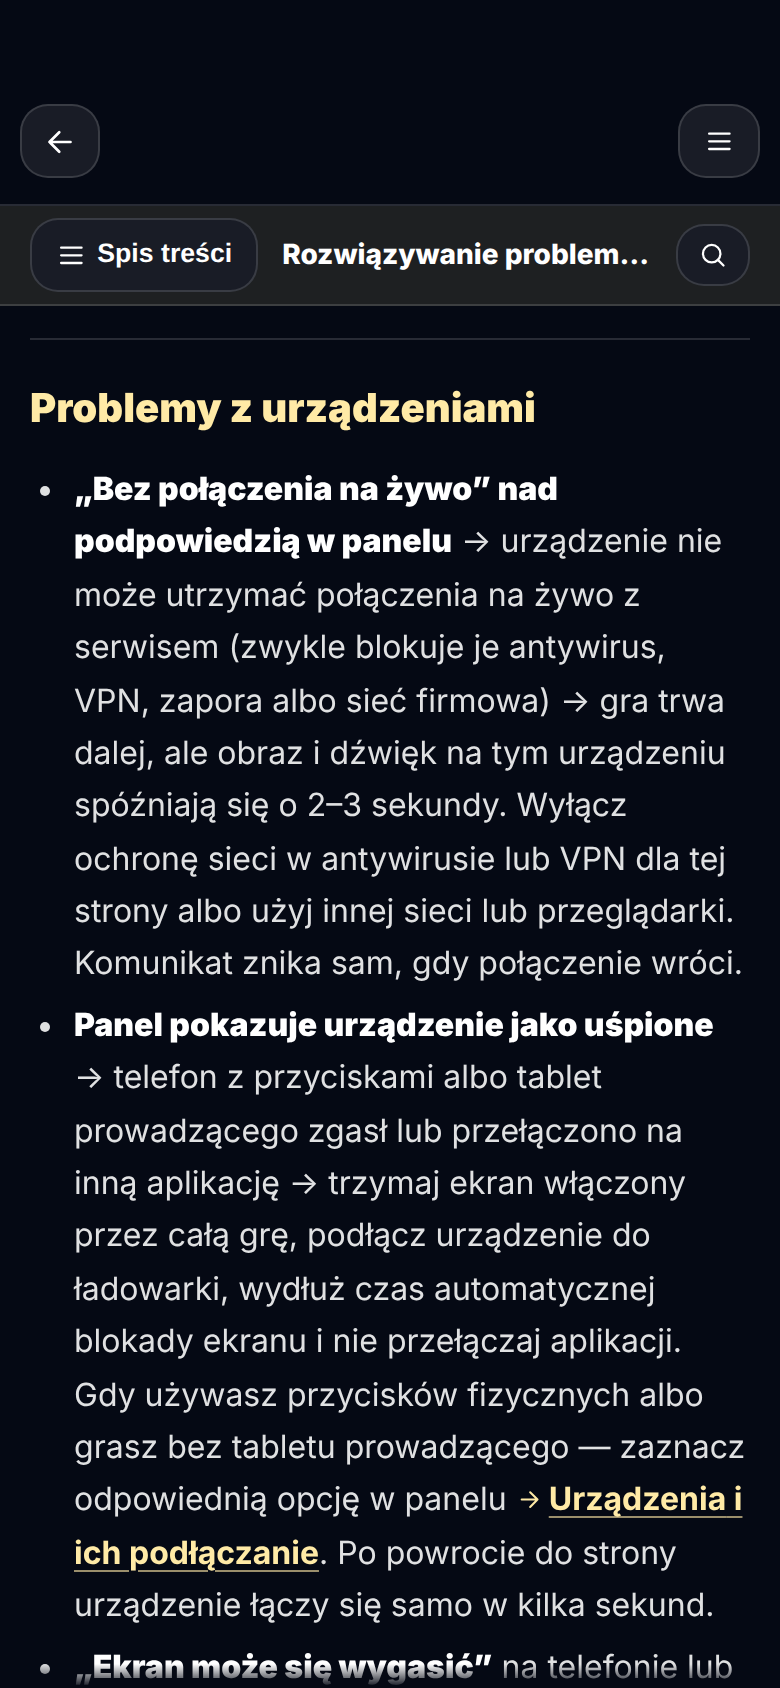 Spis treści
Rozwiązywanie problem...
Problemy z urządzeniami
• „Bez połączenia na żywo” nad
podpowiedzią w panelu → urządzenie nie
może utrzymać połączenia na żywo z
serwisem (zwykle blokuje je antywirus,
VPN, zapora albo sieć firmowa) → gra trwa
dalej, ale obraz i dźwięk na tym urządzeniu
spóźniają się o 2–3 sekundy. Wyłącz
ochronę sieci w antywirusie lub VPN dla tej
strony albo użyj innej sieci lub przeglądarki.
Komunikat znika sam, gdy połączenie wróci.
• Panel pokazuje urządzenie jako uśpione
→ telefon z przyciskami albo tablet
prowadzącego zgasł lub przełączono na
inną aplikację → trzymaj ekran włączony
przez całą grę, podłącz urządzenie do
ładowarki, wydłuż czas automatycznej
blokady ekranu i nie przełączaj aplikacji.
Gdy używasz przycisków fizycznych albo
grasz bez tabletu prowadzącego — zaznacz
odpowiednią opcję w panelu → Urządzenia i
ich podłączanie. Po powrocie do strony
urządzenie łączy się samo w kilka sekund.
• „Ekran może się wygasić” na telefonie lub